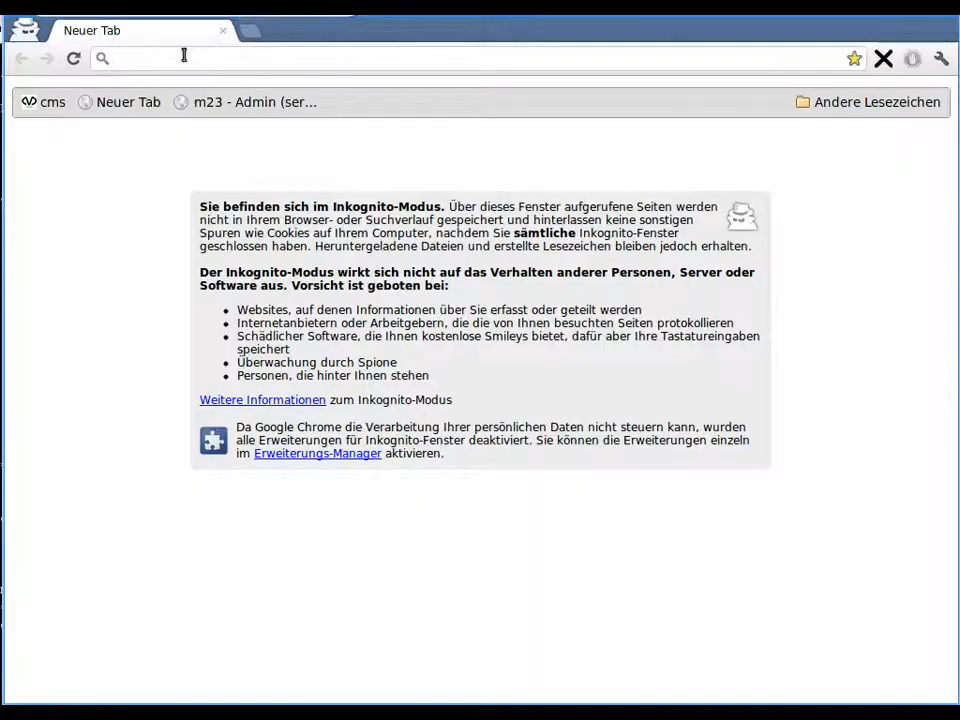 Neuer Tab
cms Neuer Tab m23 - Admin (ser... Andere Lesezeichen
Sie befinden sich im Inkognito-Modus. Über dieses Fenster aufgerufene Seiten werden
nicht in Ihrem Browser- oder Suchverlauf gespeichert und hinterlassen keine sonstigen
Spuren wie Cookies auf Ihrem Computer, nachdem Sie sämtliche Inkognito-Fenster
geschlossen haben. Heruntergeladene Dateien und erstellte Lesezeichen bleiben jedoch erhalten.
Der Inkognito-Modus wirkt sich nicht auf das Verhalten anderer Personen, Server oder
Software aus. Vorsicht ist geboten bei:
• Websites, auf denen Informationen über Sie erfasst oder geteilt werden
• Internetanbietern oder Arbeitgebern, die die von Ihnen besuchten Seiten protokollieren
• Schädlicher Software, die Ihnen kostenlose Smileys bietet, dafür aber Ihre Tastatureingaben
speichert
• Überwachung durch Spione
• Personen, die hinter Ihnen stehen
Weitere Informationen zum Inkognito-Modus
Da Google Chrome die Verarbeitung Ihrer persönlichen Daten nicht steuern kann, wurden
alle Erweiterungen für Inkognito-Fenster deaktiviert. Sie können die Erweiterungen einzeln
im Erweiterungs-Manager aktivieren.